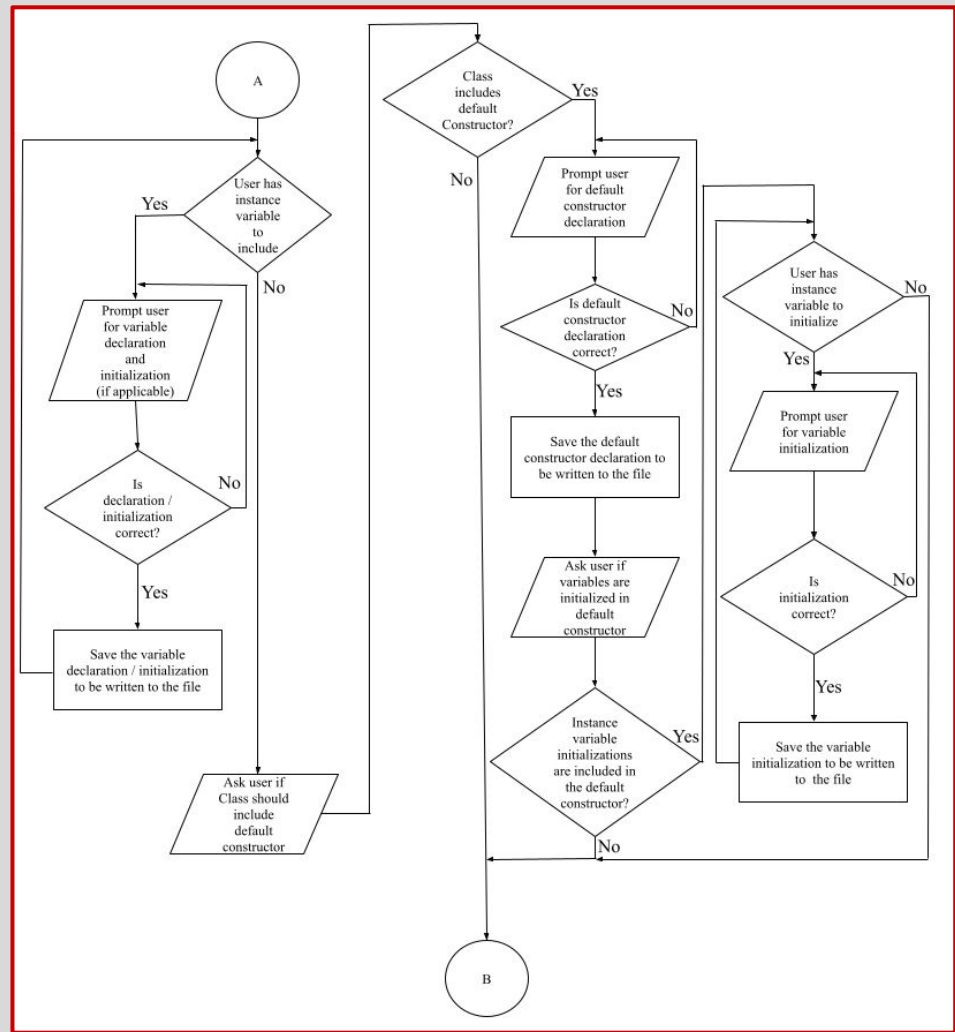 A
User has
instance
variable
to
include
Yes
No
Prompt user
for variable
declaration
and
initialization
(if applicable)
Is
declaration /
initialization
correct?
No
Yes
Save the variable
declaration / initialization
to be written to the file
Ask user if
Class should
include
default
constructor
Class
includes
default
Constructor?
Yes
No
Prompt user
for default
constructor
declaration
Is default
constructor
declaration
correct?
No
Yes
Save the default
constructor declaration to
be written to the file
Ask user if
variables are
initialized in
default
constructor
Instance
variable
initializations
are included in
the default
constructor?
Yes
No
User has
instance
variable to
initialize
No
Yes
Prompt user
for variable
initialization
Is
initialization
correct?
No
Yes
Save the variable
initialization to be written
to the file
B